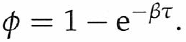 ϕ = 1 − e^{−βτ}.